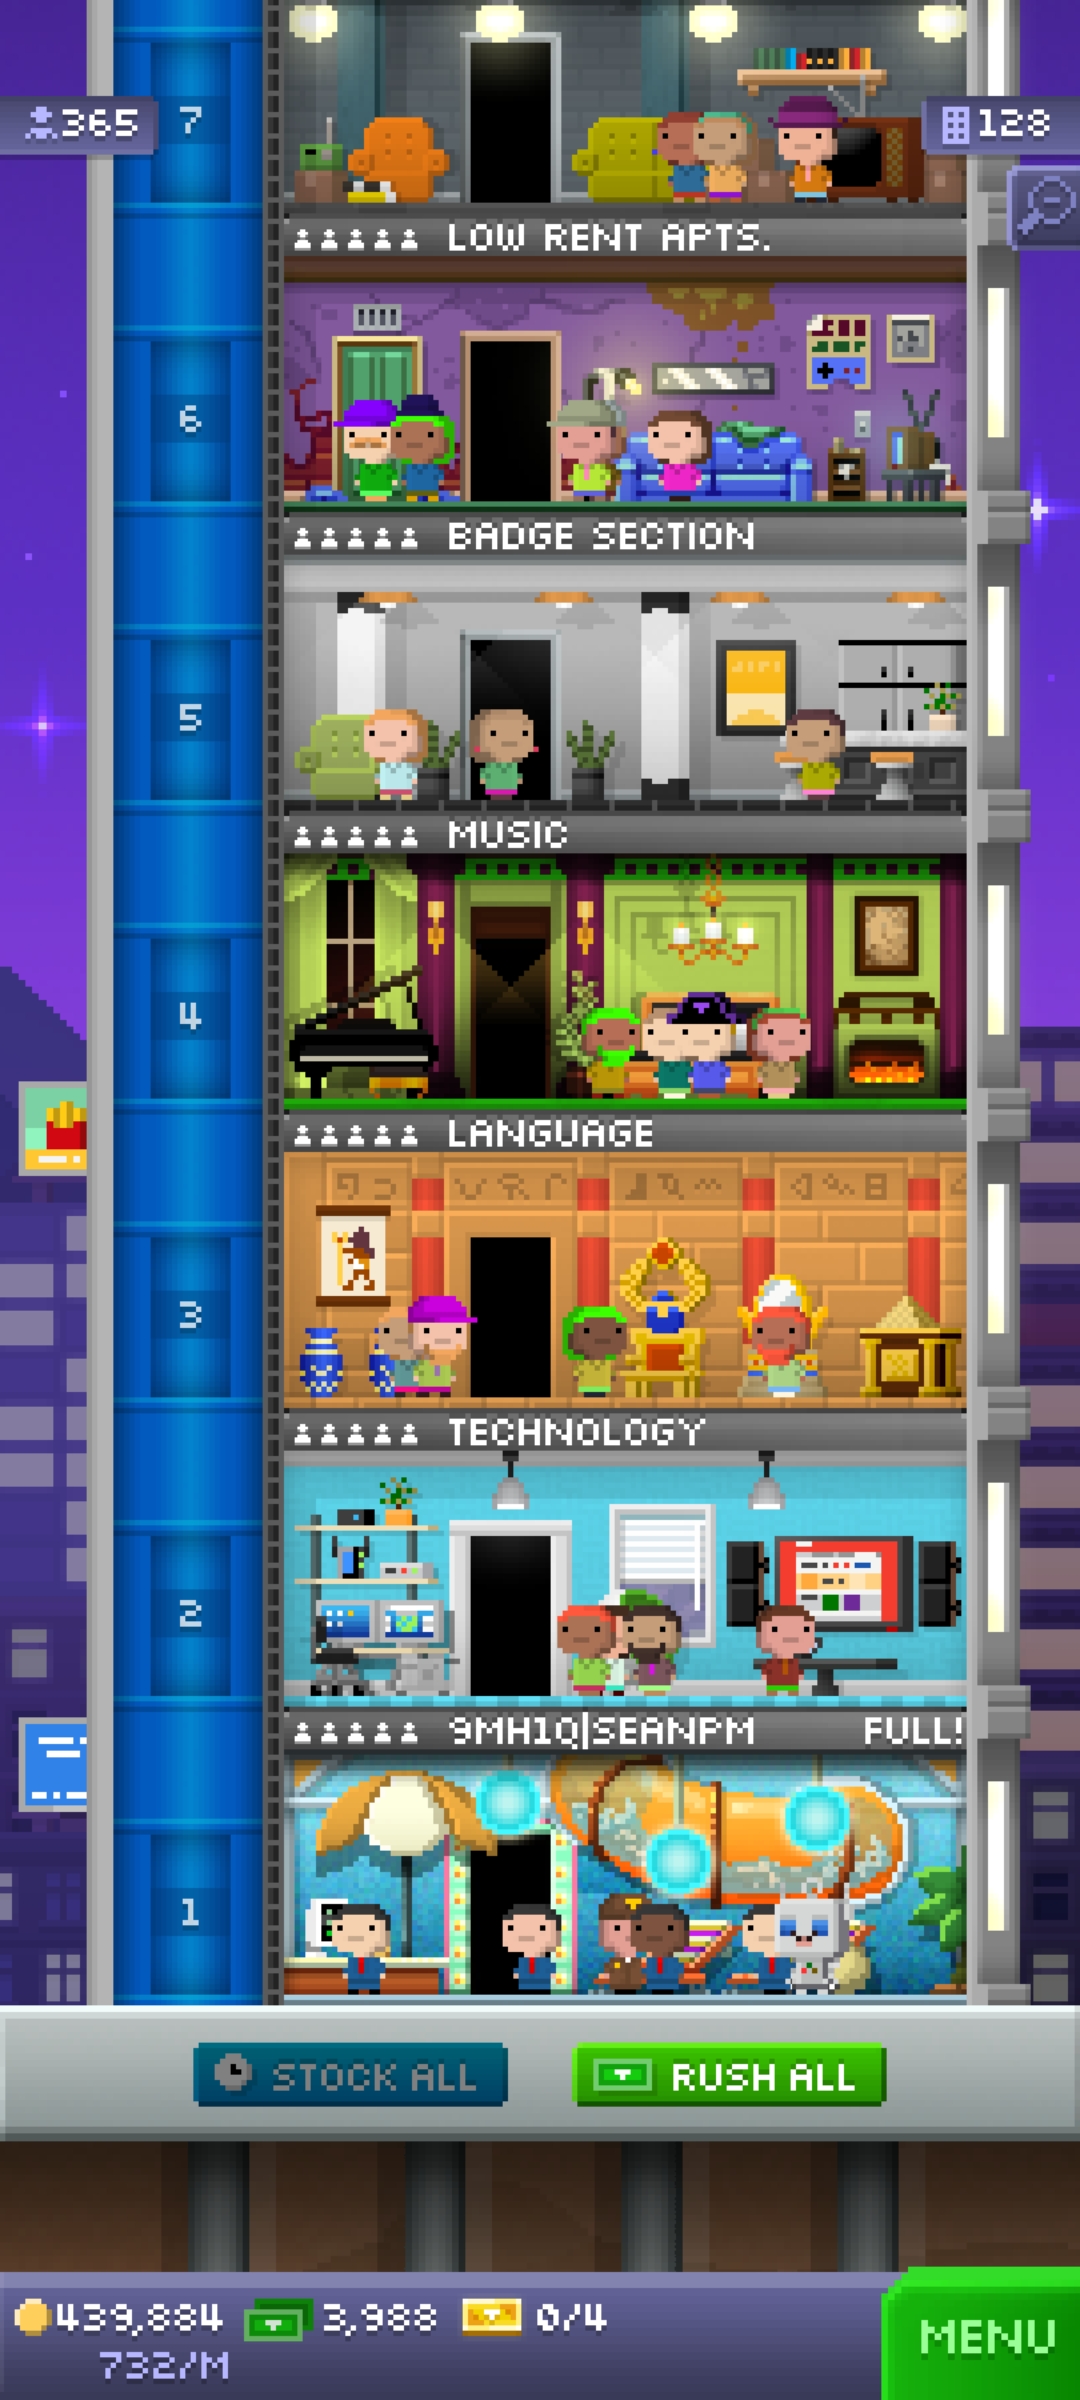 7
365
128
LOW RENT APTS.
6
BADGE SECTION
5
MUSIC
4
LANGUAGE
3
TECHNOLOGY
2
9MH1Q|SEANPM FULL!
1
STOCK ALL
RUSH ALL
439,884 3,988 0/4
732/M
MENU